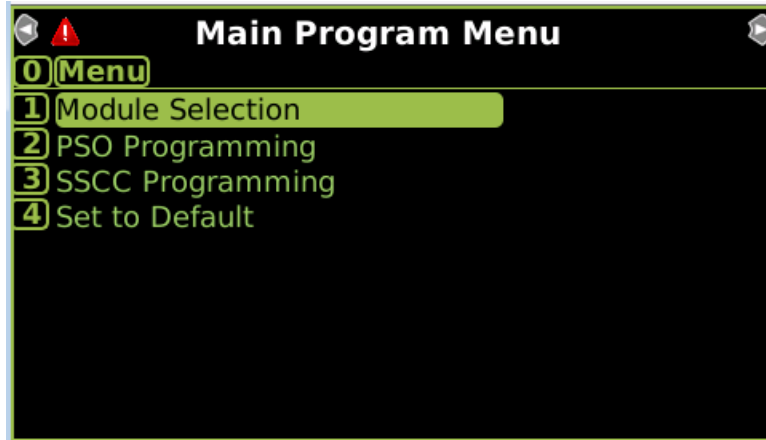 Main Program Menu
0 Menu
1 Module Selection
2 PSO Programming
3 SSCC Programming
4 Set to Default